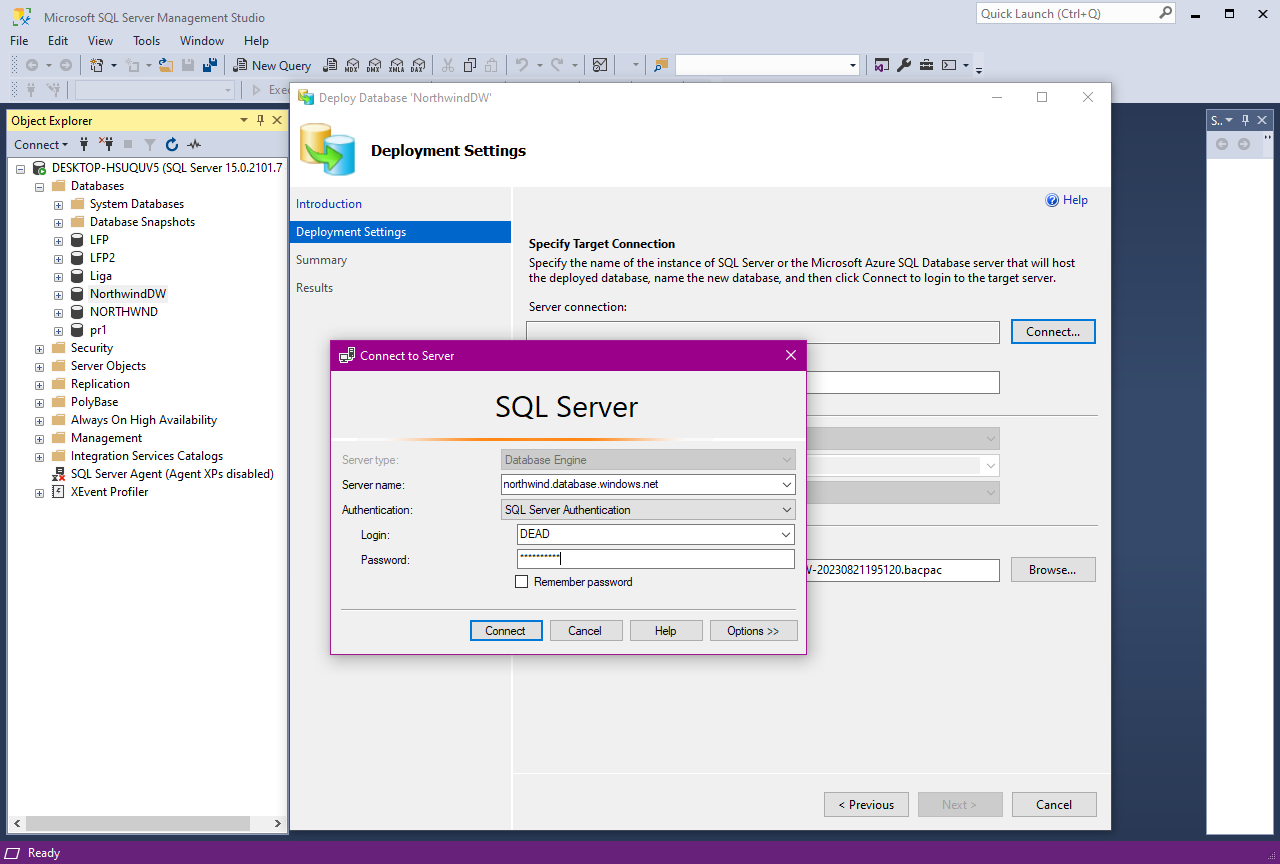 Microsoft SQL Server Management Studio
Quick Launch (Ctrl+Q)
File Edit View Tools Window Help
New Query MDX DMX XMLA DAX
Exec
Object Explorer
Connect
DESKTOP-HSUQUV5 (SQL Server 15.0.2101.7
Databases
System Databases
Database Snapshots
LFP
LFP2
Liga
NorthwindDW
NORTHWND
pr1
Security
Server Objects
Replication
PolyBase
Always On High Availability
Management
Integration Services Catalogs
SQL Server Agent (Agent XPs disabled)
XEvent Profiler
Deploy Database 'NorthwindDW'
Deployment Settings
Introduction
Deployment Settings
Summary
Results
Help
Specify Target Connection
Specify the name of the instance of SQL Server or the Microsoft Azure SQL Database server that will host
the deployed database, name the new database, and then click Connect to login to the target server.
Server connection:
Connect...
-20230821195120.bacpac
Browse...
Connect to Server
SQL Server
Server type: Database Engine
Server name: northwind.database.windows.net
Authentication: SQL Server Authentication
Login: DEAD
Password: **********
Remember password
Connect Cancel Help Options >>
< Previous Next > Cancel
S..
Ready